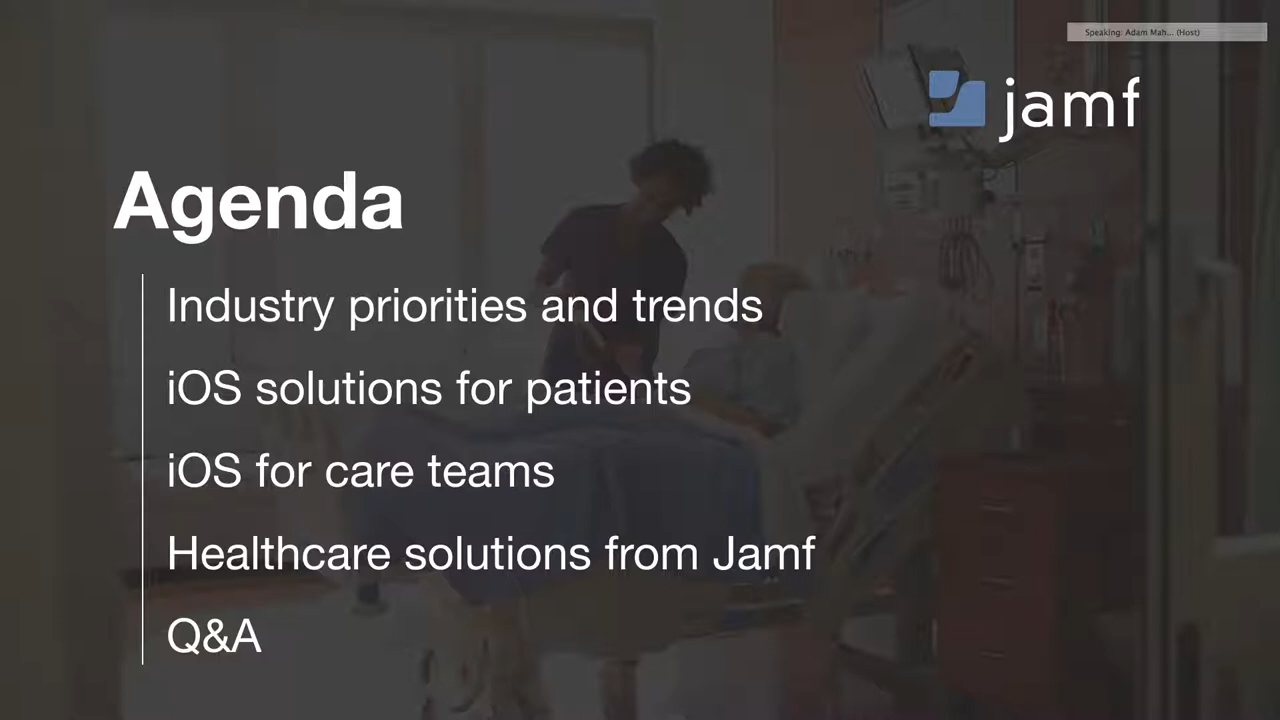 Speaking: Adam Mah... (Host)
jamf
Agenda
Industry priorities and trends
iOS solutions for patients
iOS for care teams
Healthcare solutions from Jamf
Q&A